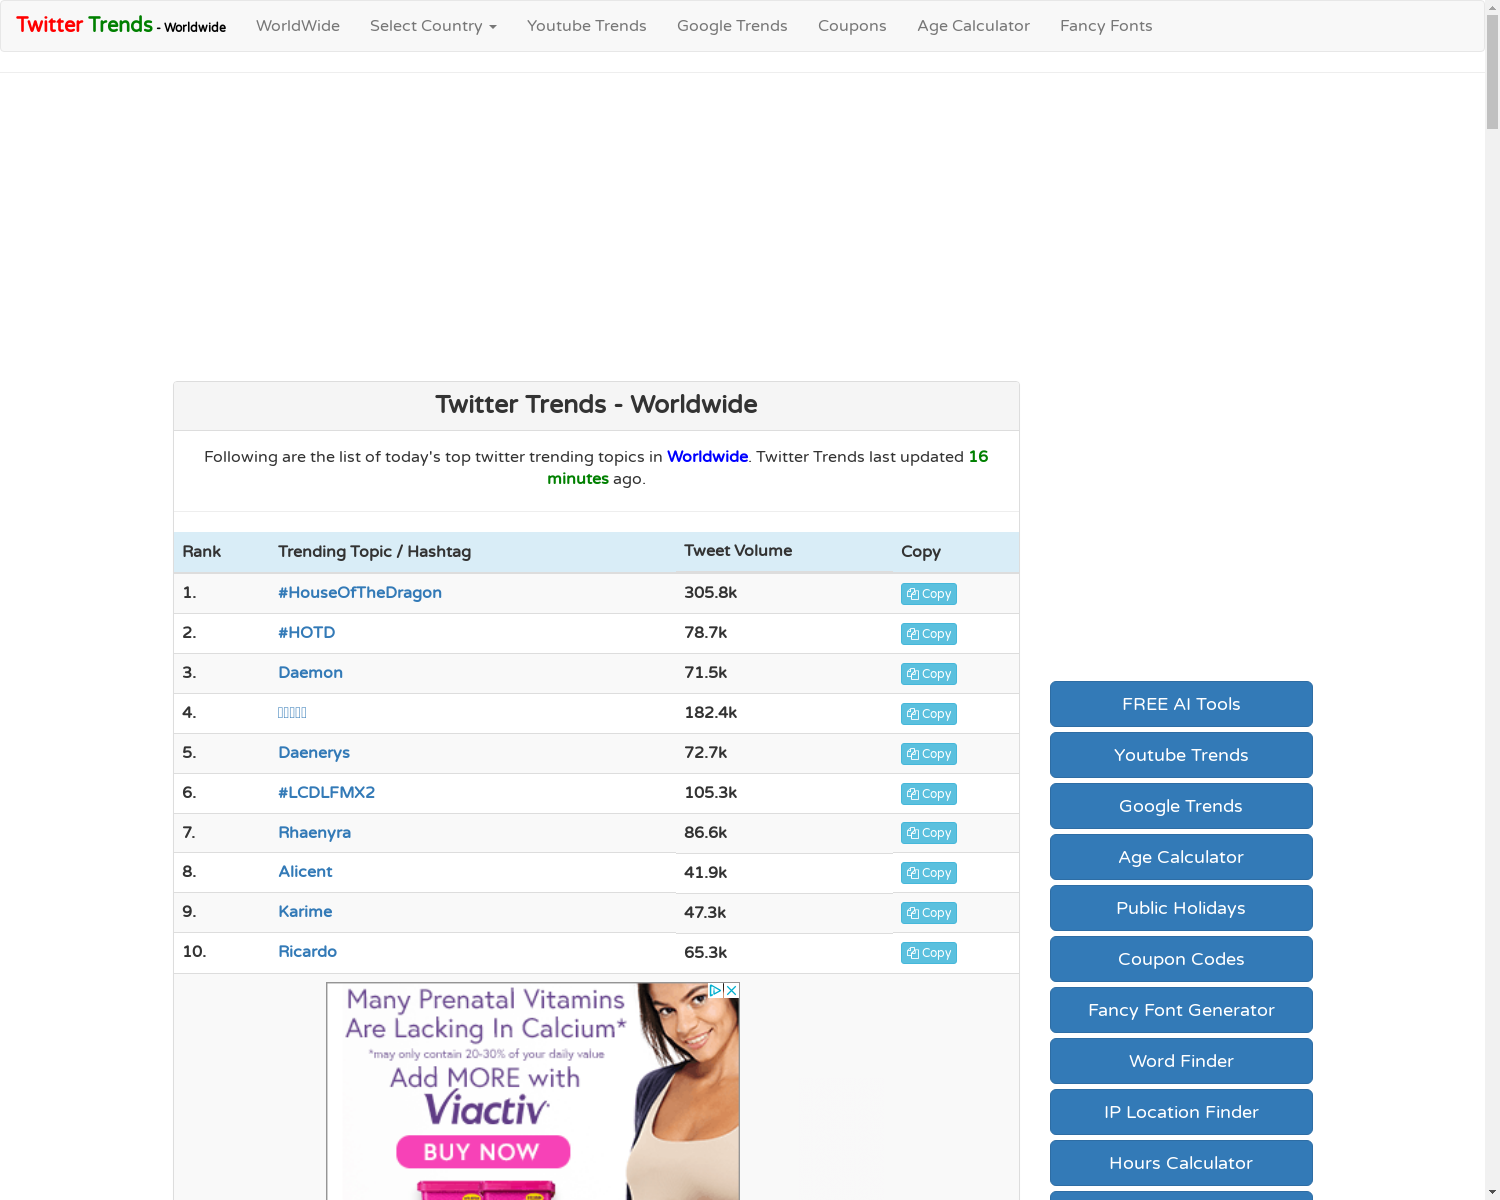 Twitter Trends - Worldwide
WorldWide
Select Country
Youtube Trends
Google Trends
Coupons
Age Calculator
Fancy Fonts
Twitter Trends - Worldwide
Following are the list of today's top twitter trending topics in Worldwide. Twitter Trends last updated 16
minutes ago.
Rank Trending Topic / Hashtag Tweet Volume Copy
1. #HouseOfTheDragon 305.8k Copy
2. #HOTD 78.7k Copy
3. Daemon 71.5k Copy
4. 182.4k Copy
5. Daenerys 72.7k Copy
6. #LCDLFMX2 105.3k Copy
7. Rhaenyra 86.6k Copy
8. Alicent 41.9k Copy
9. Karime 47.3k Copy
10. Ricardo 65.3k Copy
Many Prenatal Vitamins
Are Lacking In Calcium*
*may only contain 20-30% of your daily value
Add MORE with
Viactiv
BUY NOW
FREE AI Tools
Youtube Trends
Google Trends
Age Calculator
Public Holidays
Coupon Codes
Fancy Font Generator
Word Finder
IP Location Finder
Hours Calculator